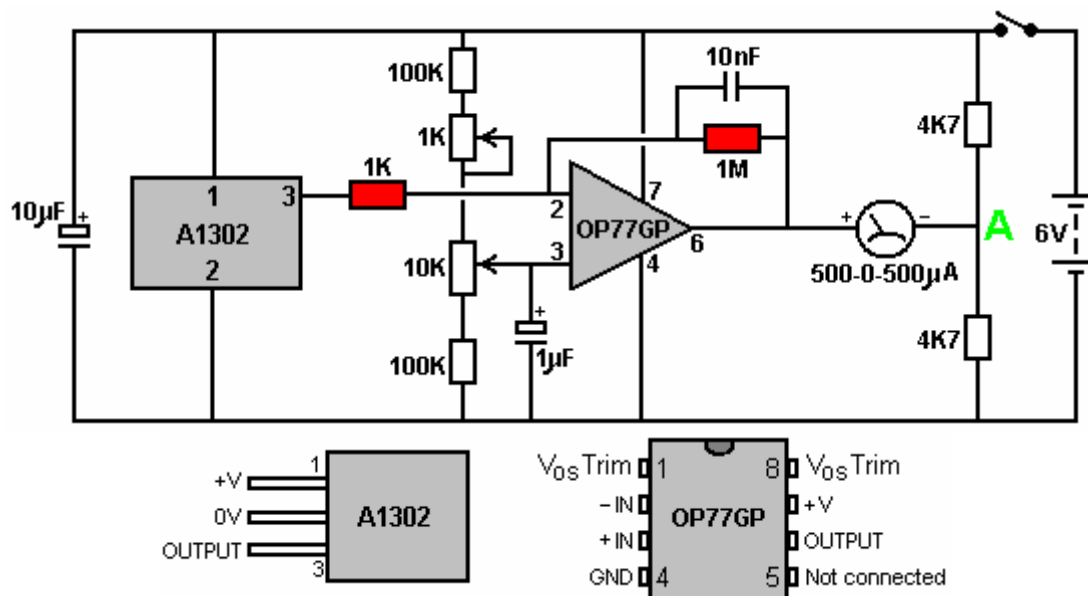 10nF
100K
1K
4K7
1K
1M
1
3
7
10µF
+
2
+
-
A
A1302
OP77GP
6
6V
2
10K
3
4
500-0-500µA
+
100K
1µF
4K7
1
+V
0V
A1302
OUTPUT
3
V0S Trim
1
8
V0S Trim
– IN
+V
OP77GP
+ IN
OUTPUT
GND
4
5
Not connected